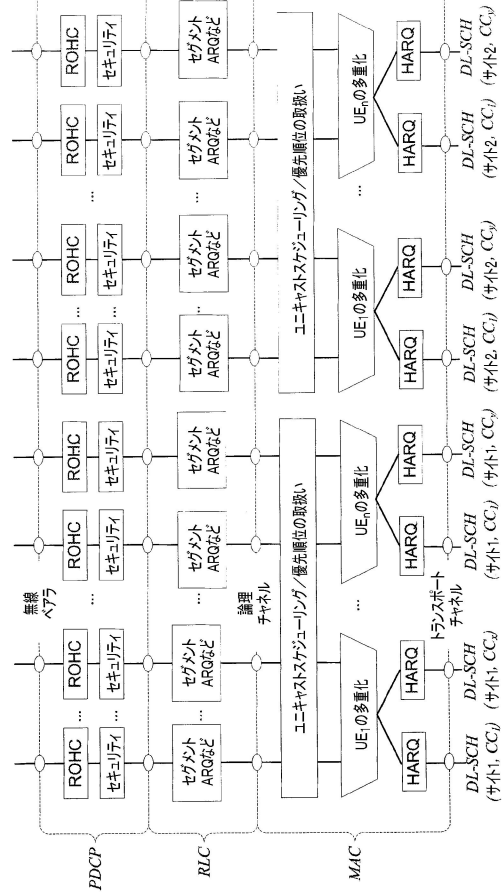 無線
ベアラ
PDCP
ROHC ... ROHC ... ROHC ROHC ROHC ... ROHC ... ROHC ROHC
セキュリティ ... セキュリティ セキュリティ セキュリティ セキュリティ ... セキュリティ セキュリティ セキュリティ
RLC
セグメント セグメント セグメント セグメント セグメント セグメント セグメント セグメント
ARQなど ... ARQなど ... ARQなど ARQなど ARQなど ... ARQなど ... ARQなど ARQなど
論理
チャネル
MAC
ユニキャストスケジューリング/優先順位の取扱い ユニキャストスケジューリング/優先順位の取扱い
UE1の多重化 ... UEnの多重化 UE1の多重化 ... UEnの多重化
HARQ HARQ HARQ HARQ HARQ HARQ HARQ HARQ
トランスポート
チャネル
DL-SCH DL-SCH DL-SCH DL-SCH DL-SCH DL-SCH DL-SCH DL-SCH
(サイト1, CC1) (サイト1, CCx) (サイト1, CC1) (サイト1, CCy) (サイト2, CC1) (サイト2, CCx) (サイト2, CC1) (サイト2, CCy)